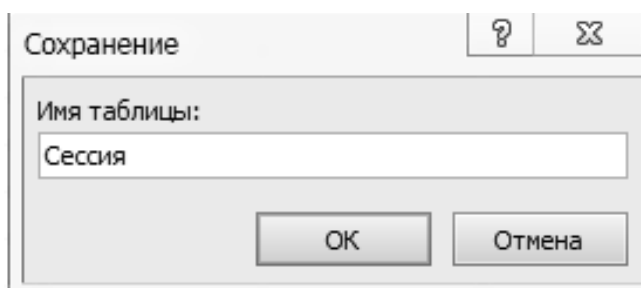 Сохранение
Имя таблицы:
Сессия
ОК Отмена